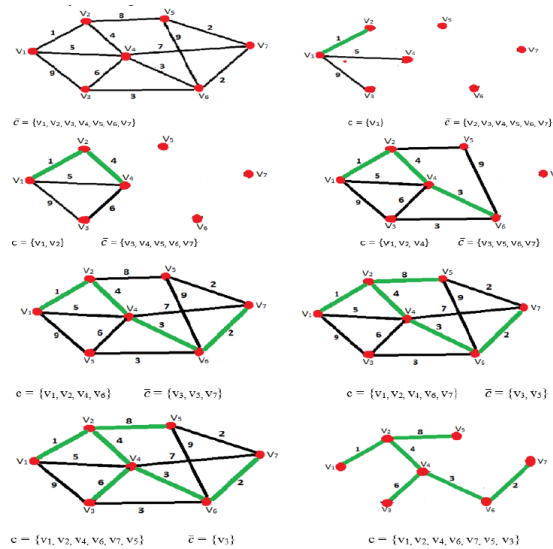 V₂ 8 V₅
1 4 9 2
V₁ 5 V₄ 7 V₇
9 6 3 2
V₃ 3 V₆
c̄ = {v₁, v₂, v₃, v₄, v₅, v₆, v₇}
V₂ V₅
1
V₁ 5 V₄ V₇
9
V₃ V₆
c = {v₁} c̄ = {v₂, v₃, v₄, v₅, v₆, v₇}
V₂ V₅
1 4
V₁ 5 V₄ V₇
9 6
V₃ V₆
c = {v₁, v₂} c̄ = {v₃, v₄, v₅, v₆, v₇}
V₂ V₅
1 4 9
V₁ 5 V₄ V₇
9 6 3
V₃ 3 V₆
c = {v₁, v₂, v₄} c̄ = {v₃, v₅, v₆, v₇}
V₂ 8 V₅
1 4 9 2
V₁ 5 V₄ 7 V₇
9 6 3 2
V₅ 3 V₆
c = {v₁, v₂, v₄, v₆} c̄ = {v₃, v₅, v₇}
V₂ 8 V₅
1 4 9 2
V₁ 5 V₄ 7 V₇
9 6 3 2
V₃ 3 V₆
c = {v₁, v₂, v₄, v₆, v₇} c̄ = {v₃, v₅}
V₂ 8 V₅
1 4 9 2
V₁ 5 V₄ 7 V₇
9 6 3 2
V₃ 3 V₆
c = {v₁, v₂, v₄, v₆, v₇, v₅} c̄ = {v₃}
V₂ 8 V₅
1 4
V₁ V₄ V₇
6 3 2
V₃ V₆
c = {v₁, v₂, v₄, v₆, v₇, v₅, v₃}